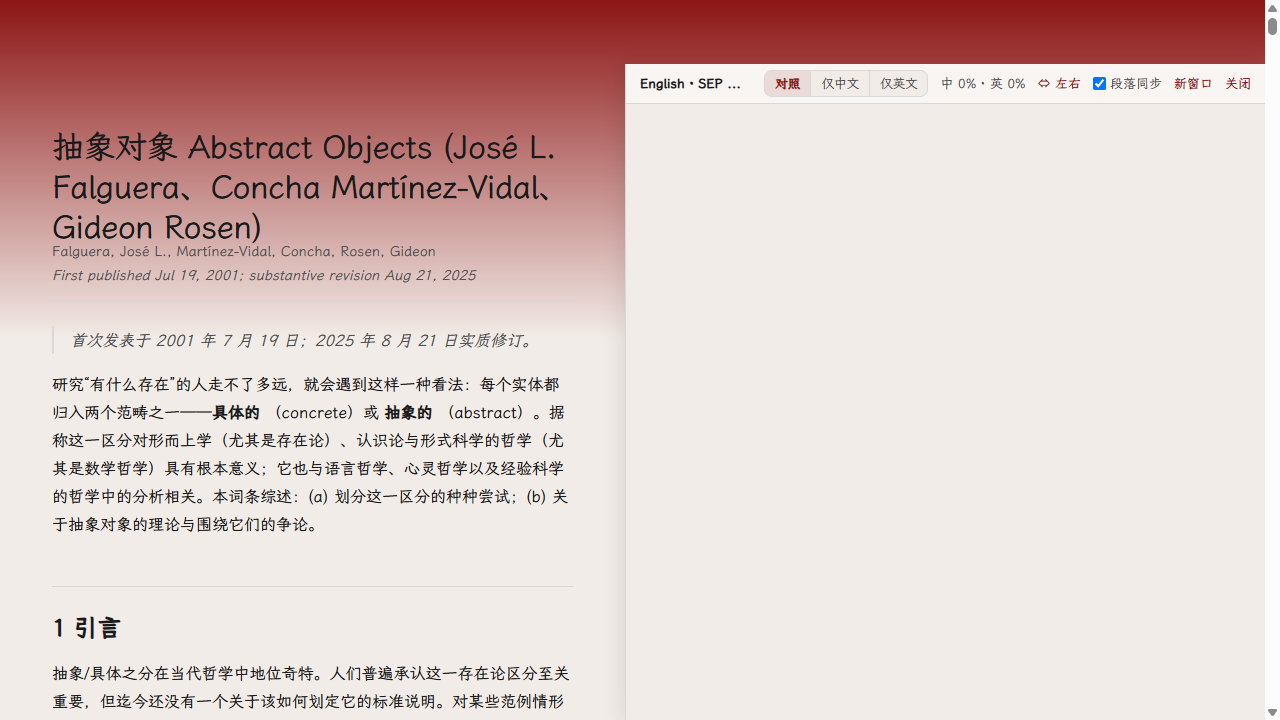 English · SEP ...
对照
仅中文
仅英文
中 0% · 英 0%
⇔ 左右
段落同步
新窗口
关闭
抽象对象 Abstract Objects (José L.
Falguera、Concha Martínez-Vidal、
Gideon Rosen)
Falguera, José L., Martínez-Vidal, Concha, Rosen, Gideon
First published Jul 19, 2001; substantive revision Aug 21, 2025
首次发表于 2001 年 7 月 19 日；2025 年 8 月 21 日实质修订。
研究“有什么存在”的人走不了多远，就会遇到这样一种看法：每个实体都
归入两个范畴之一——具体的 （concrete）或 抽象的 （abstract）。据
称这一区分对形而上学（尤其是存在论）、认识论与形式科学的哲学（尤
其是数学哲学）具有根本意义；它也与语言哲学、心灵哲学以及经验科学
的哲学中的分析相关。本词条综述：(a) 划分这一区分的种种尝试；(b) 关
于抽象对象的理论与围绕它们的争论。
1 引言
抽象/具体之分在当代哲学中地位奇特。人们普遍承认这一存在论区分至关
重要，但迄今还没有一个关于该如何划定它的标准说明。对某些范例情形